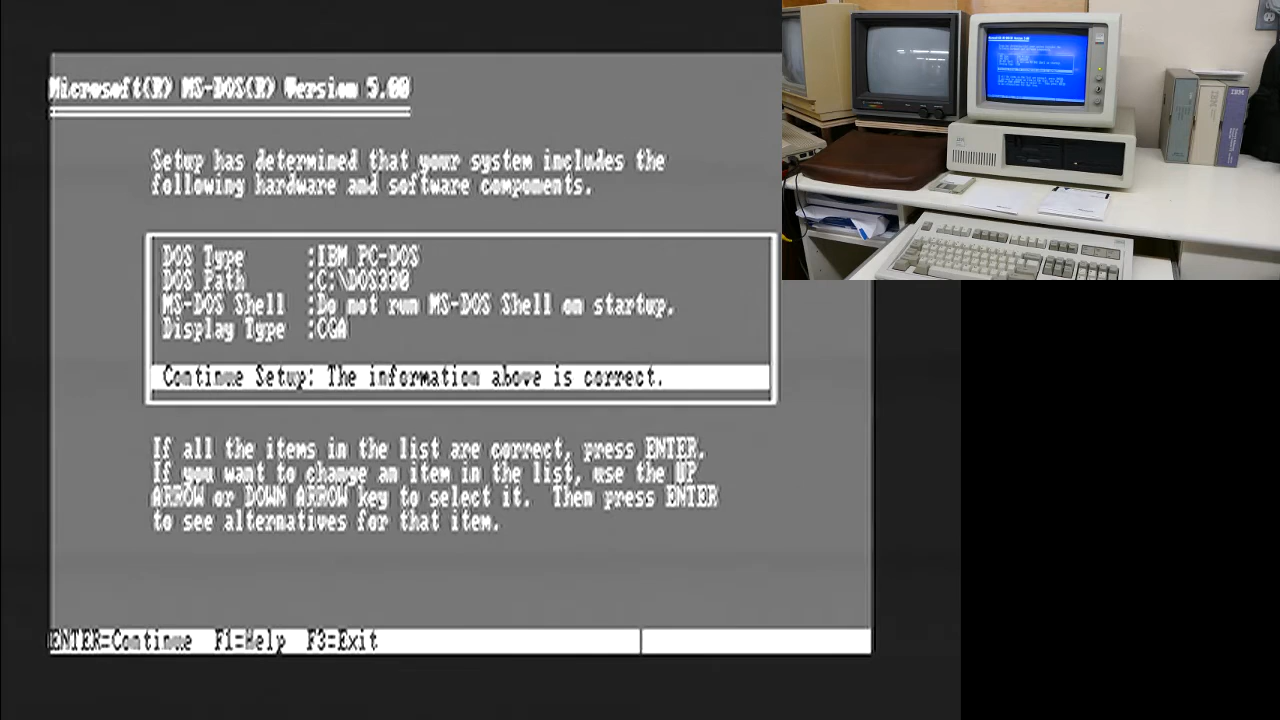 Microsoft(R) MS-DOS(R) Version 5.00
Setup has determined that your system includes the
following hardware and software components.
DOS Type :IBM PC-DOS
DOS Path :C:\DOS330
MS-DOS Shell :Do not run MS-DOS Shell on startup.
Display Type :CGA
Continue Setup: The information above is correct.
If all the items in the list are correct, press ENTER.
If you want to change an item in the list, use the UP
ARROW or DOWN ARROW key to select it. Then press ENTER
to see alternatives for that item.
ENTER=Continue F1=Help F3=Exit
IBM
IBM